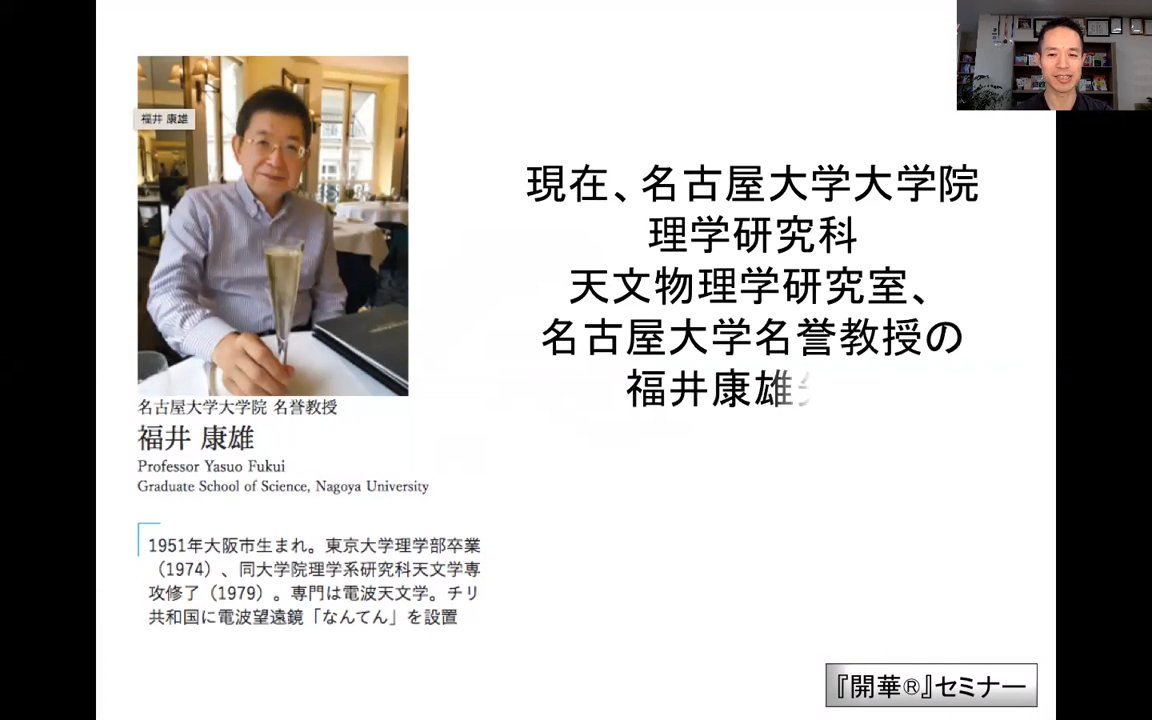 福井 康雄
現在、名古屋大学大学院
理学研究科
天文物理学研究室、
名古屋大学名誉教授の
福井康雄
名古屋大学大学院 名誉教授
福井 康雄
Professor Yasuo Fukui
Graduate School of Science, Nagoya University
1951年大阪市生まれ。東京大学理学部卒業
（1974）、同大学院理学系研究科天文学専
攻修了（1979）。専門は電波天文学。チリ
共和国に電波望遠鏡「なんてん」を設置
『開華®』セミナー